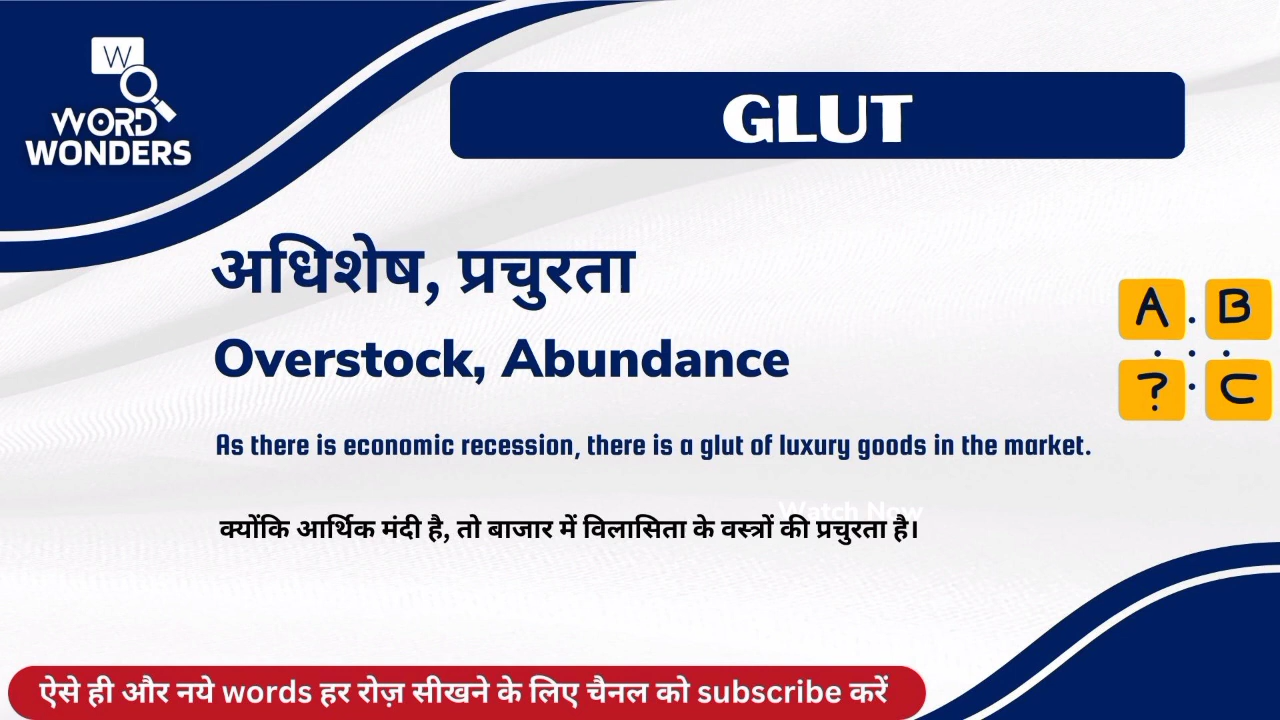 W
WORD
WONDERS
GLUT
अधिशेष, प्रचुरता
Overstock, Abundance
A B
? C
As there is economic recession, there is a glut of luxury goods in the market.
Watch Now
क्योंकि आर्थिक मंदी है, तो बाजार में विलासिता के वस्त्रों की प्रचुरता है।
ऐसे ही और नये words हर रोज़ सीखने के लिए चैनल को subscribe करें